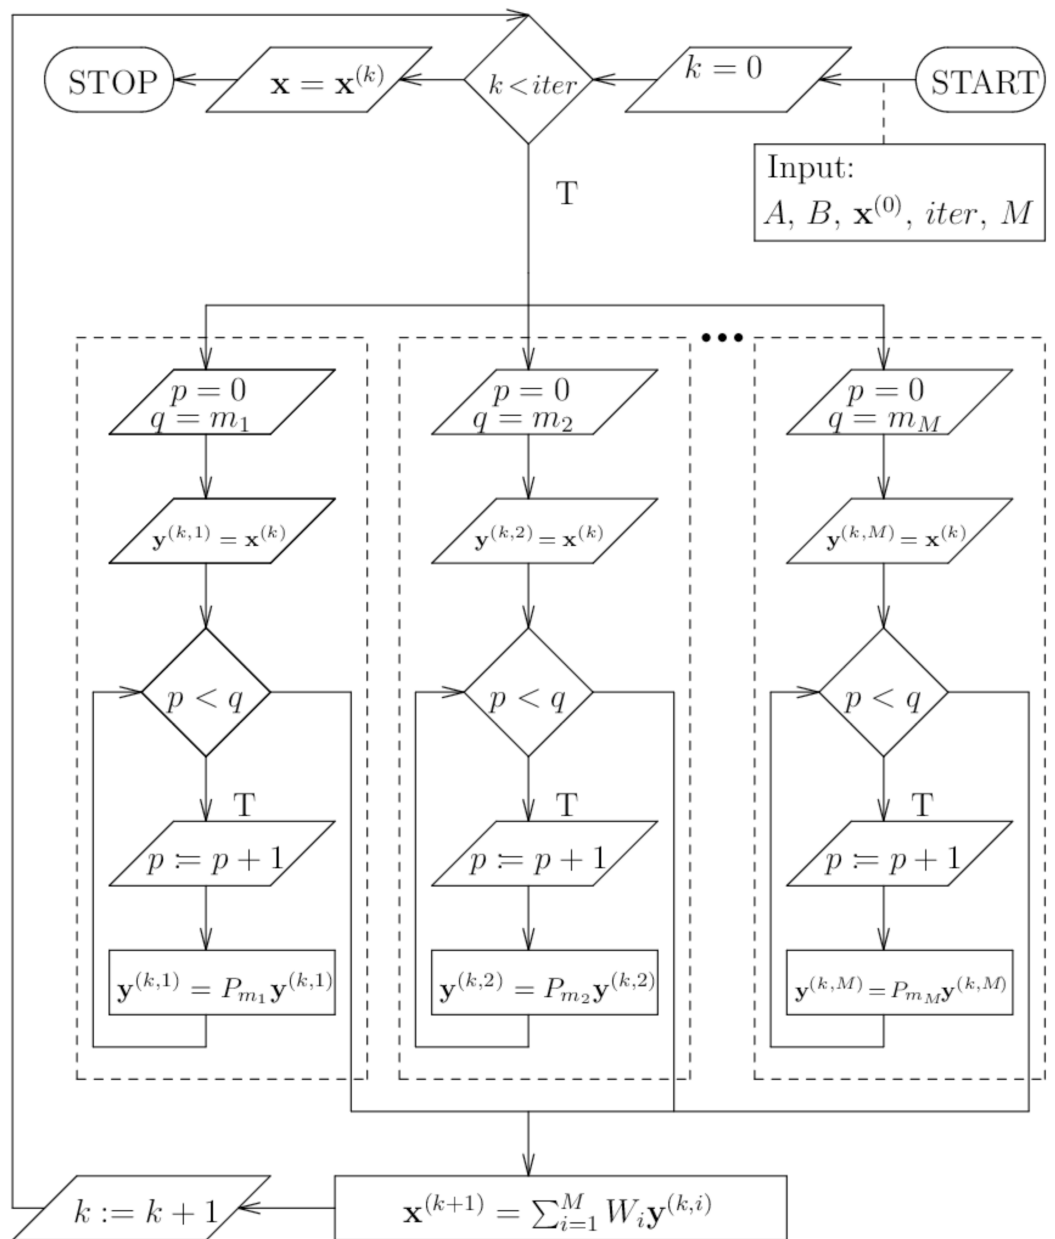 STOP
x = x^{(k)}
k < iter
k = 0
START
Input:
A, B, x^{(0)}, iter, M
T
•••
p = 0
q = m_1
p = 0
q = m_2
p = 0
q = m_M
y^{(k,1)} = x^{(k)}
y^{(k,2)} = x^{(k)}
y^{(k,M)} = x^{(k)}
p < q
p < q
p < q
T
T
T
p := p + 1
p := p + 1
p := p + 1
y^{(k,1)} = P_{m_1} y^{(k,1)}
y^{(k,2)} = P_{m_2} y^{(k,2)}
y^{(k,M)} = P_{m_M} y^{(k,M)}
k := k + 1
x^{(k+1)} = \sum_{i=1}^{M} W_i y^{(k,i)}